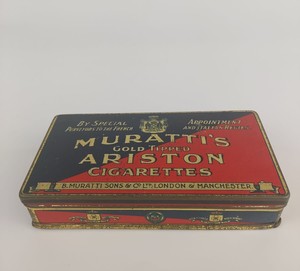 BY SPECIAL APPOINTMENT
PURVEYORS TO THE FRENCH AND ITALIAN REGIES
MURATTI'S
GOLD TIPPED
ARISTON
CIGARETTES
B. MURATTI SONS & CO LTD LONDON & MANCHESTER